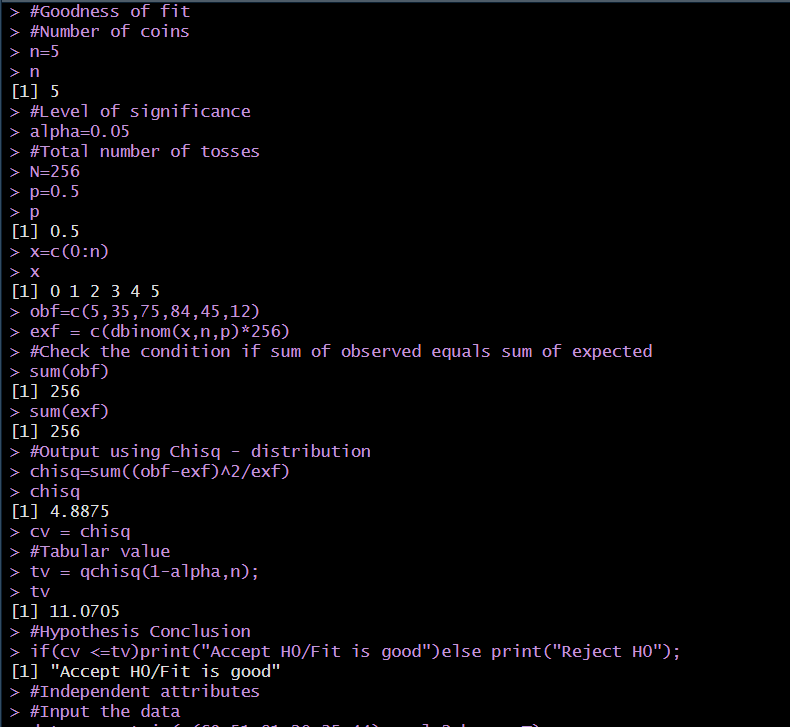 > #Goodness of fit
> #Number of coins
> n=5
> n
[1] 5
> #Level of significance
> alpha=0.05
> #Total number of tosses
> N=256
> p=0.5
> p
[1] 0.5
> x=c(0:n)
> x
[1] 0 1 2 3 4 5
> obf=c(5,35,75,84,45,12)
> exf = c(dbinom(x,n,p)*256)
> #Check the condition if sum of observed equals sum of expected
> sum(obf)
[1] 256
> sum(exf)
[1] 256
> #Output using Chisq - distribution
> chisq=sum((obf-exf)^2/exf)
> chisq
[1] 4.8875
> cv = chisq
> #Tabular value
> tv = qchisq(1-alpha,n);
> tv
[1] 11.0705
> #Hypothesis Conclusion
> if(cv <=tv)print("Accept H0/Fit is good")else print("Reject H0");
[1] "Accept H0/Fit is good"
> #Independent attributes
> #Input the data